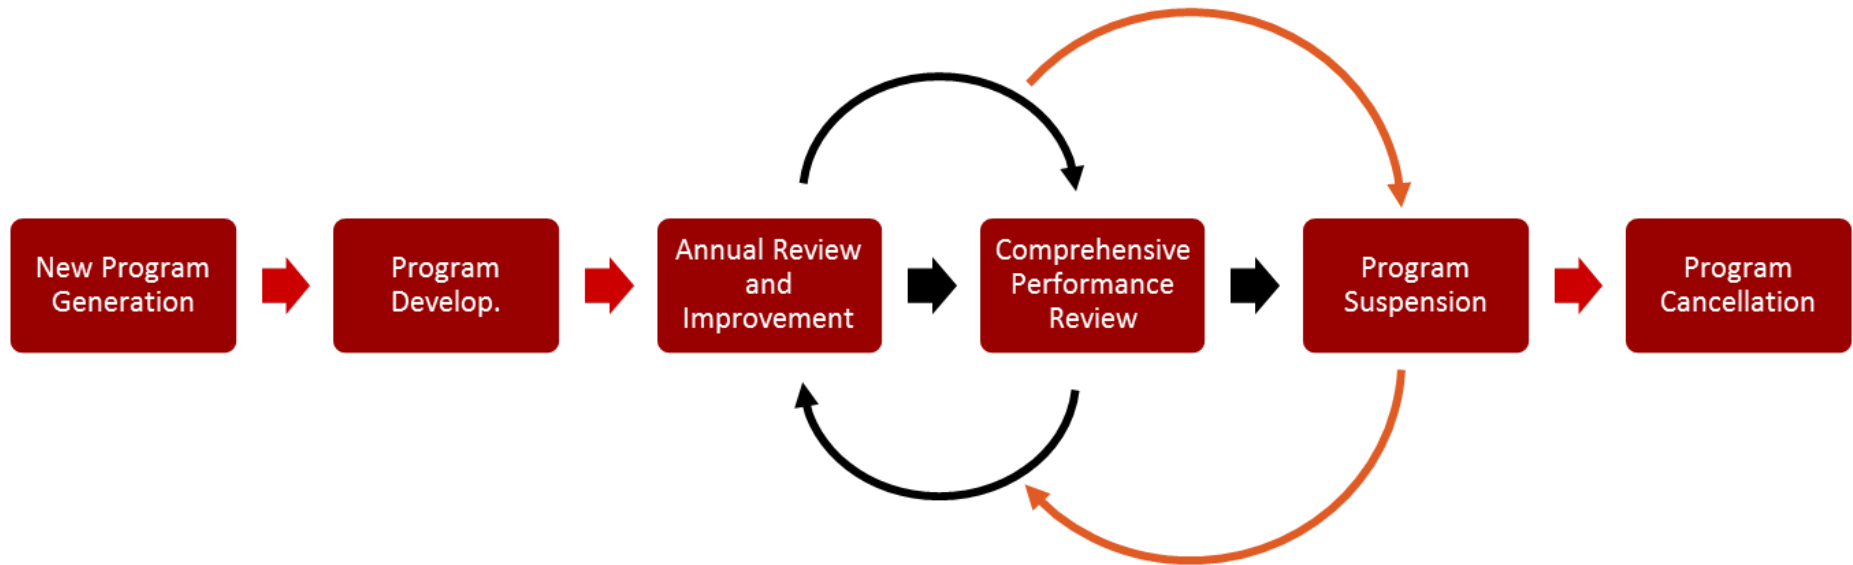 New Program
Generation
Program
Develop.
Annual Review
and
Improvement
Comprehensive
Performance
Review
Program
Suspension
Program
Cancellation